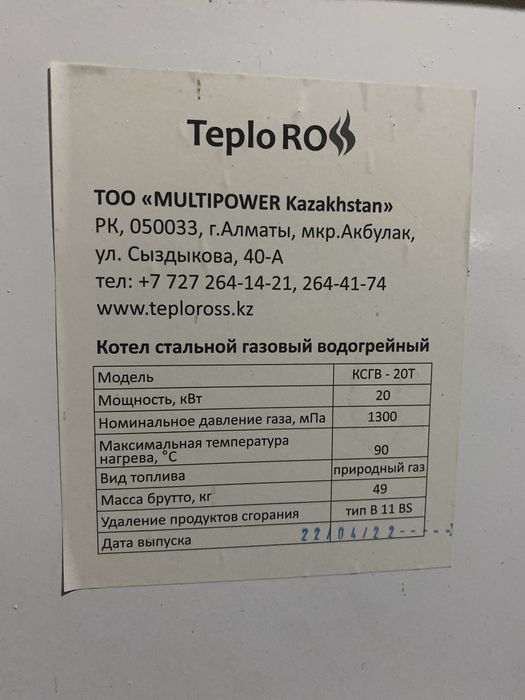 Teplo ROSS
ТОО «MULTIPOWER Kazakhstan»
РК, 050033, г.Алматы, мкр.Акбулак,
ул. Сыздыкова, 40-А
тел: +7 727 264-14-21, 264-41-74
www.teploross.kz
Котел стальной газовый водогрейный
Модель КСГВ - 20Т
Мощность, кВт 20
Номинальное давление газа, мПа 1300
Максимальная температура
нагрева, °С 90
Вид топлива природный газ
Масса брутто, кг 49
Удаление продуктов сгорания тип В 11 BS
Дата выпуска 22/04/22-----